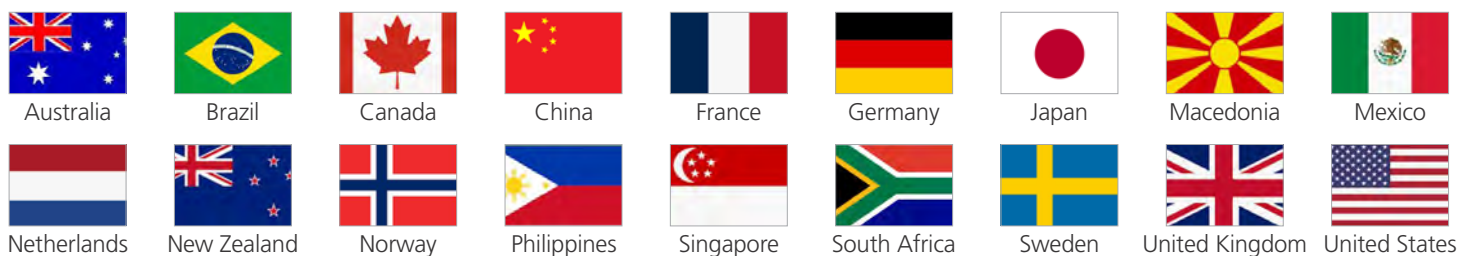 Australia Brazil Canada China France Germany Japan Macedonia Mexico
Netherlands New Zealand Norway Philippines Singapore South Africa Sweden United Kingdom United States